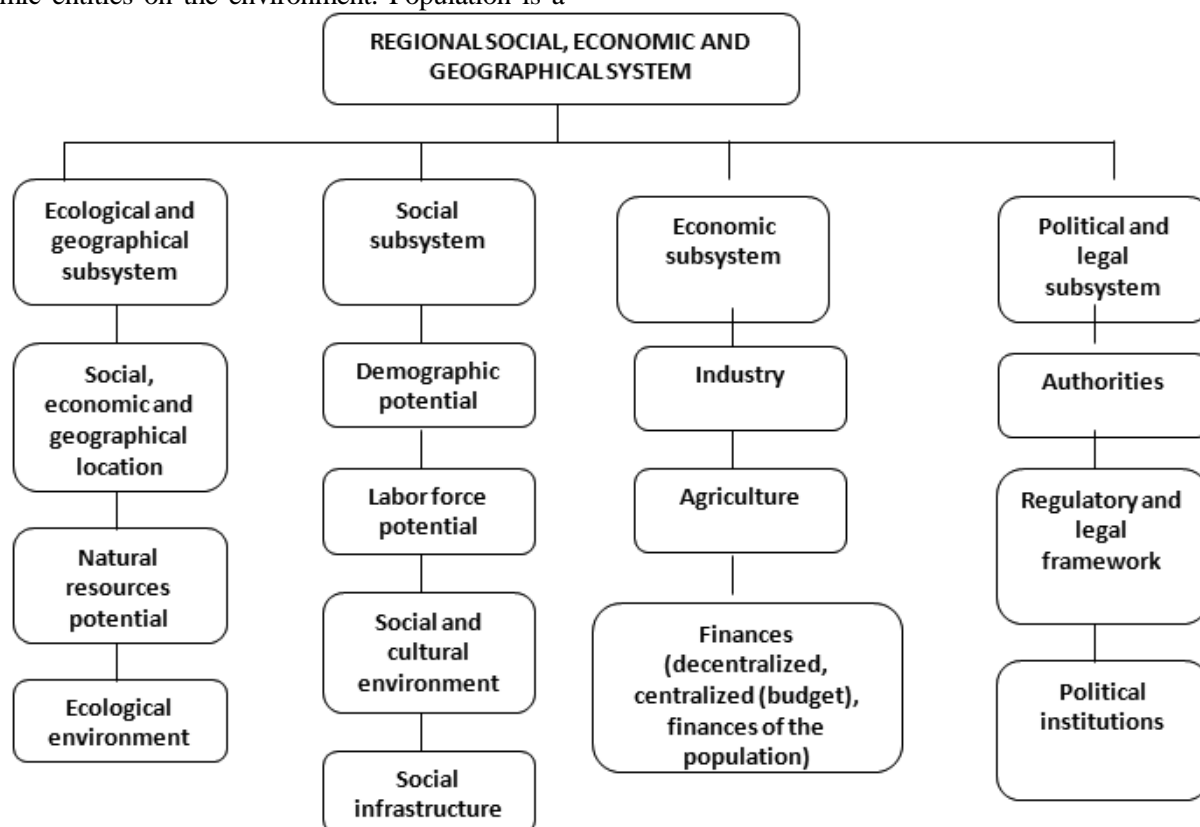 mic entities on the environment. Population is a
REGIONAL SOCIAL, ECONOMIC AND
GEOGRAPHICAL SYSTEM
Ecological and
geographical
subsystem
Social,
economic and
geographical
location
Natural
resources
potential
Ecological
environment
Social
subsystem
Demographic
potential
Labor force
potential
Social and
cultural
environment
Social
infrastructure
Economic
subsystem
Industry
Agriculture
Finances
(decentralized,
centralized (budget),
finances of the
population)
Political and
legal
subsystem
Authorities
Regulatory and
legal
framework
Political
institutions